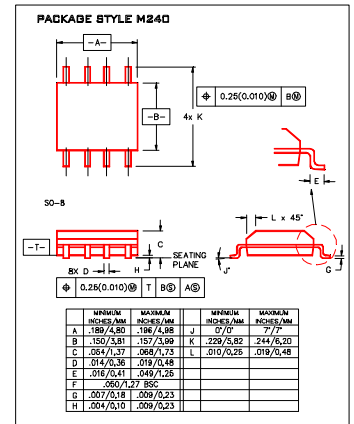 PACKAGE STYLE M240
-A-
-B-
4x K
⌖ 0.25(0.010)Ⓜ BⓂ
E
SO-8
L x 45°
-T-
C
8X D
H
SEATING
PLANE
J°
G
⌖ 0.25(0.010)Ⓜ T BⓈ AⓈ
MINIMUM INCHES/MM MAXIMUM INCHES/MM MINIMUM INCHES/MM MAXIMUM INCHES/MM
A .189/4,80 .196/4,98 J 0°/0° 7°/7°
B .150/3,81 .157/3,99 K .229/5,82 .244/6,20
C .054/1,37 .068/1,73 L .010/0,25 .019/0,48
D .014/0,36 .019/0,48
E .016/0,41 .049/1,25
F .050/1,27 BSC
G .007/0,18 .009/0,23
H .004/0,10 .009/0,23